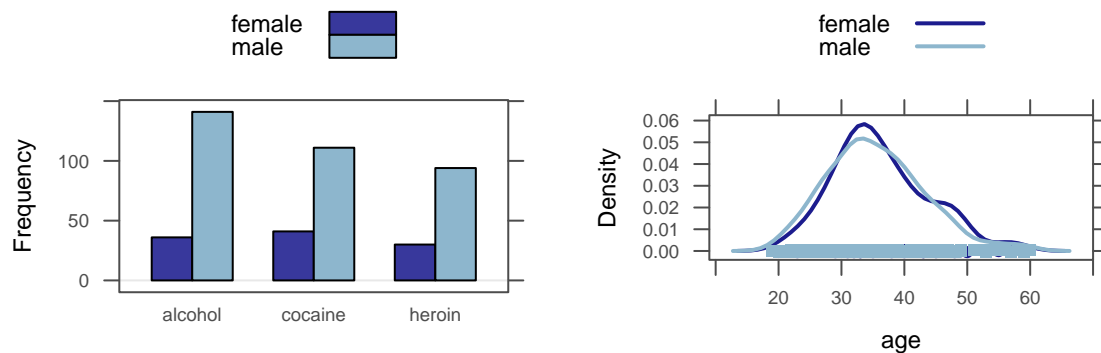 female
male
Frequency
100
50
0
alcohol cocaine heroin
female
male
Density
0.06
0.05
0.04
0.03
0.02
0.01
0.00
20 30 40 50 60
age